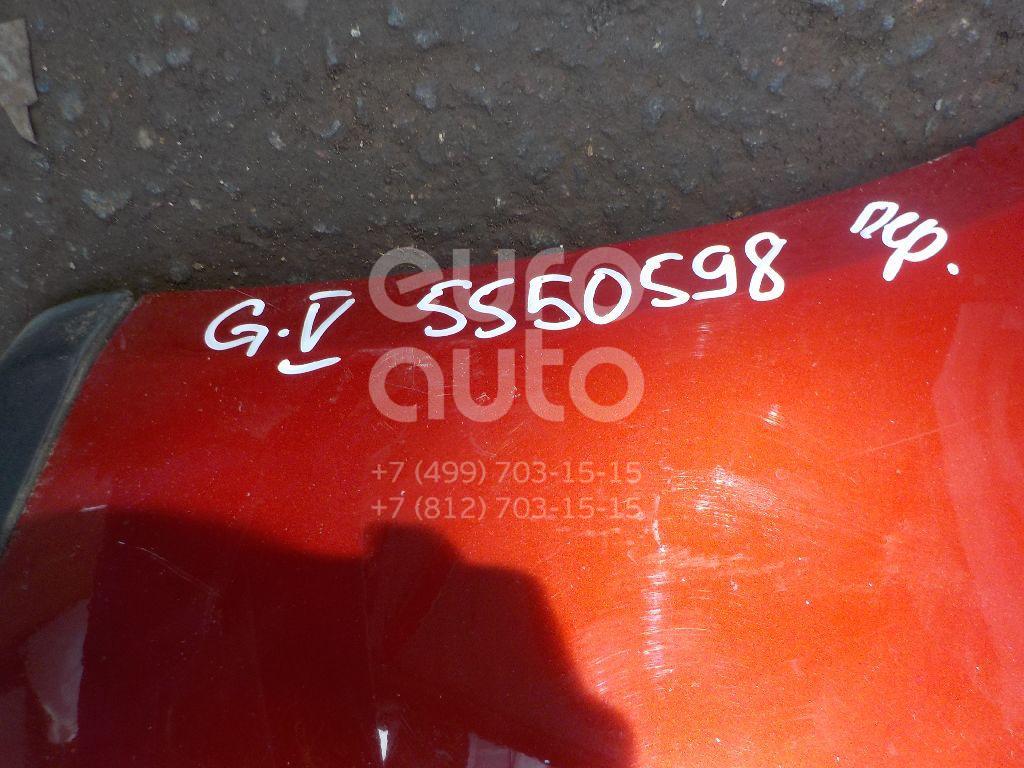 G.V 5550598 пер.
euro
auto
+7 (499) 703-15-15
+7 (812) 703-15-15